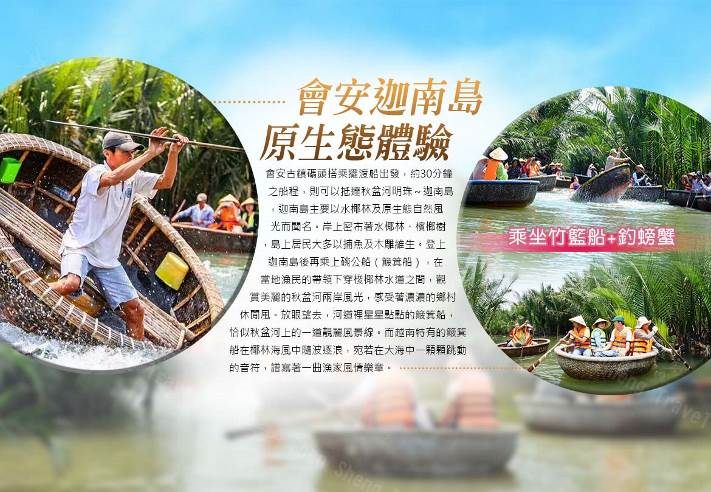 會安迦南島
原生態體驗
會安古鎮碼頭搭乘擺渡船出發，約30分鐘
之船程，則可以抵達秋盆河明珠～迦南島
，迦南島主要以水椰林及原生態自然風
光而聞名。岸上密布著水椰林、檳榔樹
，島上居民大多以捕魚及木雕維生。登上
迦南島後再乘上碗公船（簸箕船），在
當地漁民的帶領下穿梭椰林水道之間，觀
賞美麗的秋盆河兩岸風光，感受著濃濃的鄉村
休閒風。放眼望去，河道裡星星點點的簸箕船，
恰似秋盆河上的一道靚麗風景線。而越南特有的簸箕
船在椰林海風中隨波逐浪，宛若在大海中一顆顆跳動
的音符，譜寫著一曲漁家風情樂章。
乘坐竹籃船+釣螃蟹